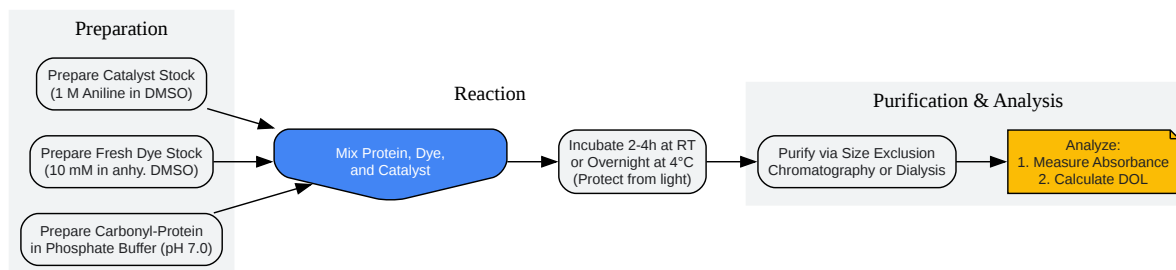 Preparation
Prepare Catalyst Stock
(1 M Aniline in DMSO)
Prepare Fresh Dye Stock
(10 mM in anhy. DMSO)
Prepare Carbonyl-Protein
in Phosphate Buffer (pH 7.0)
Reaction
Mix Protein, Dye,
and Catalyst
Incubate 2-4h at RT
or Overnight at 4°C
(Protect from light)
Purification & Analysis
Purify via Size Exclusion
Chromatography or Dialysis
Analyze:
1. Measure Absorbance
2. Calculate DOL